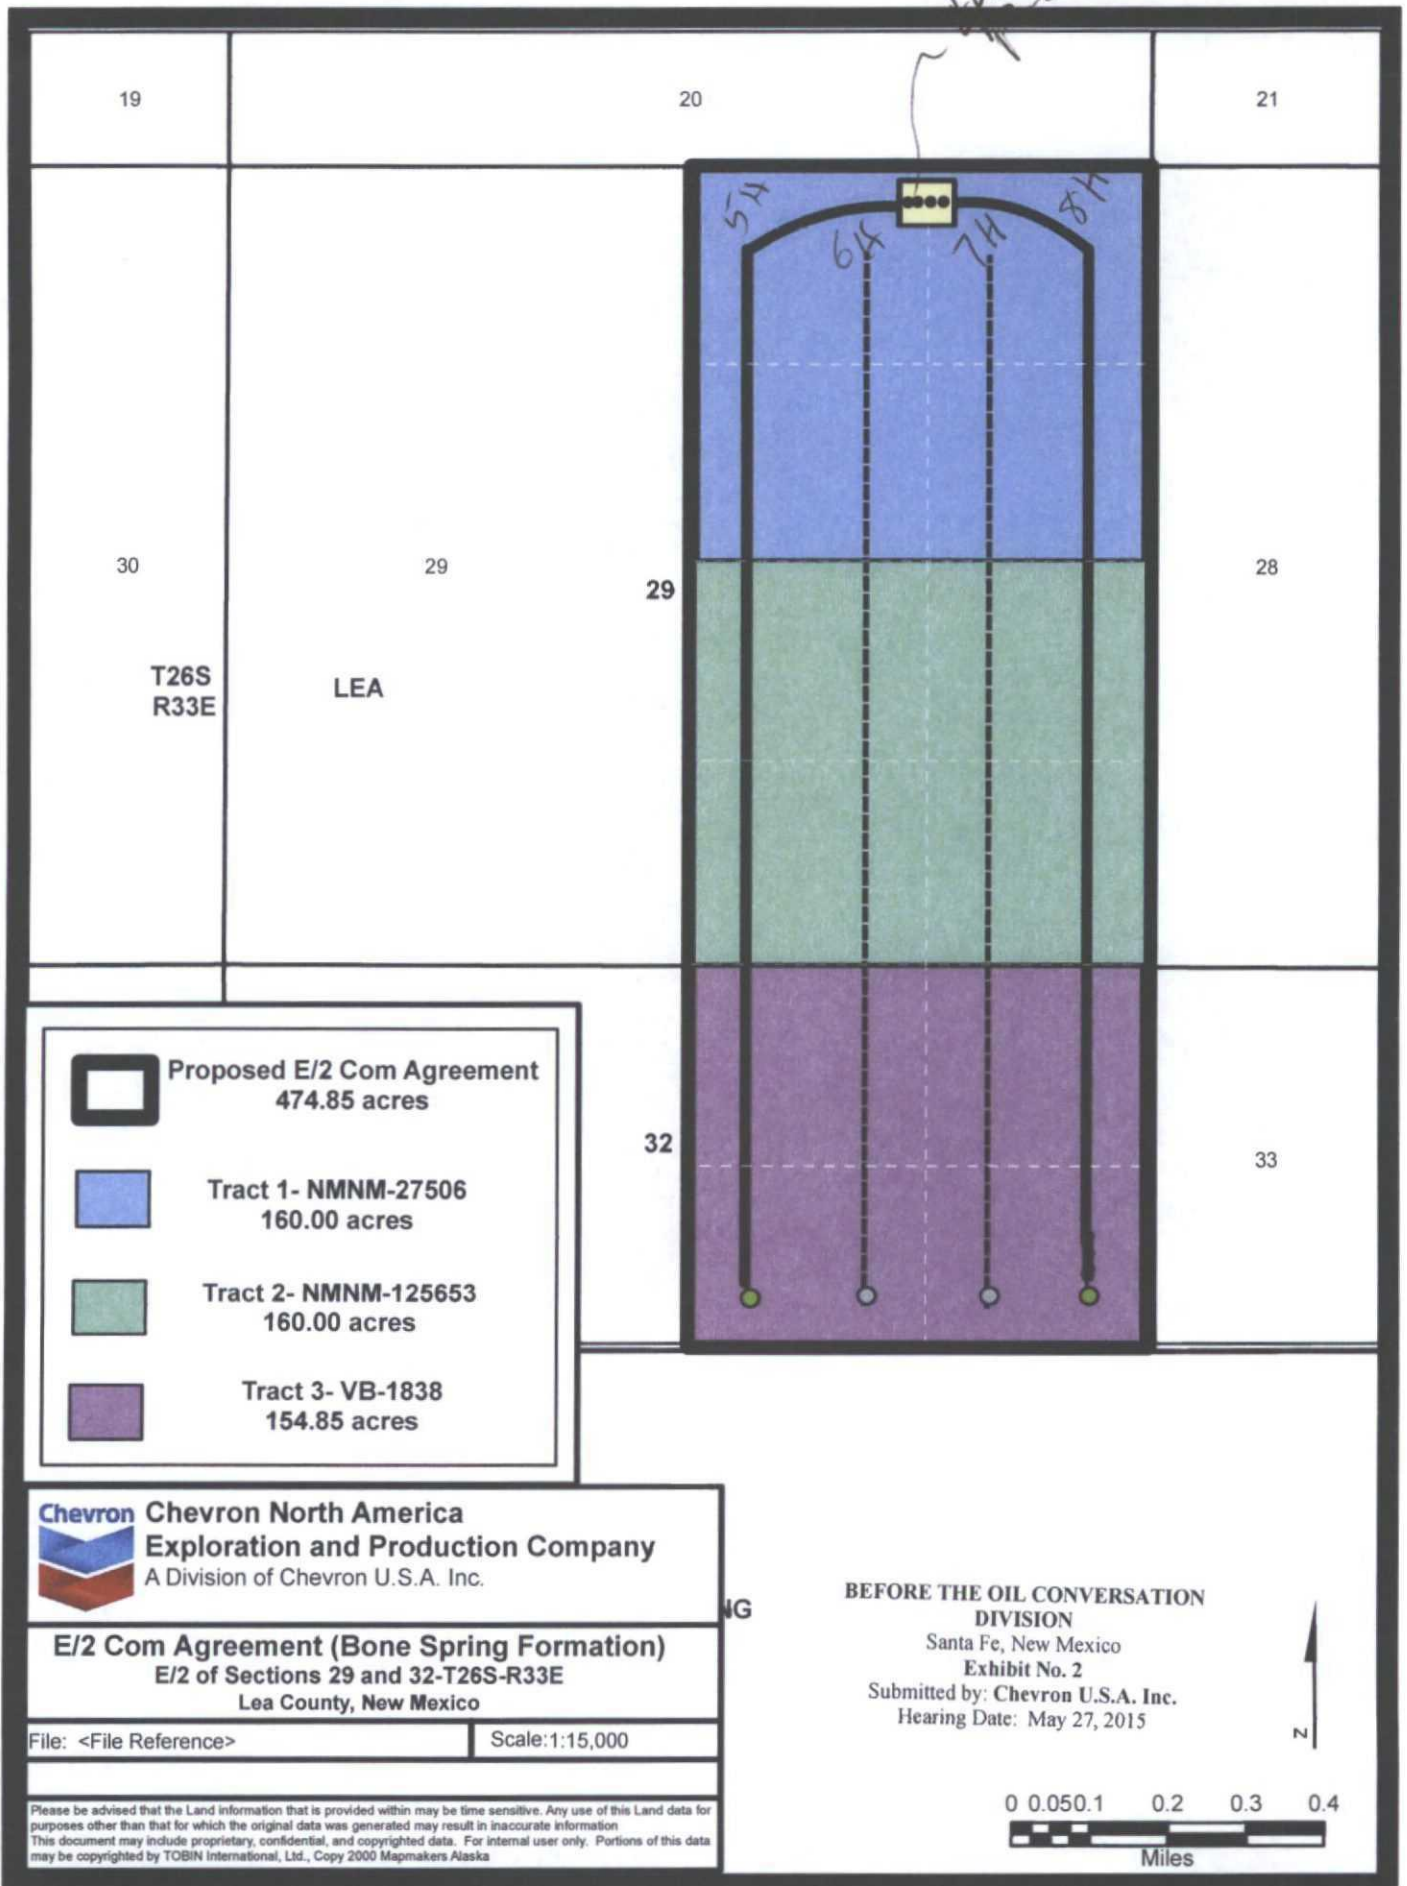 19
20
21
5H
6H
7H
8H
30
29
29
28
T26S
R33E
LEA
32
33
Proposed E/2 Com Agreement
474.85 acres
Tract 1- NMNM-27506
160.00 acres
Tract 2- NMNM-125653
160.00 acres
Tract 3- VB-1838
154.85 acres
Chevron
Chevron North America
Exploration and Production Company
A Division of Chevron U.S.A. Inc.
E/2 Com Agreement (Bone Spring Formation)
E/2 of Sections 29 and 32-T26S-R33E
Lea County, New Mexico
File: <File Reference>
Scale:1:15,000
Please be advised that the Land information that is provided within may be time sensitive. Any use of this Land data for
purposes other than that for which the original data was generated may result in inaccurate information
This document may include proprietary, confidential, and copyrighted data. For internal user only. Portions of this data
may be copyrighted by TOBIN International, Ltd., Copy 2000 Mapmakers Alaska
NG
BEFORE THE OIL CONVERSATION
DIVISION
Santa Fe, New Mexico
Exhibit No. 2
Submitted by: Chevron U.S.A. Inc.
Hearing Date: May 27, 2015
N
0 0.05 0.1 0.2 0.3 0.4
Miles